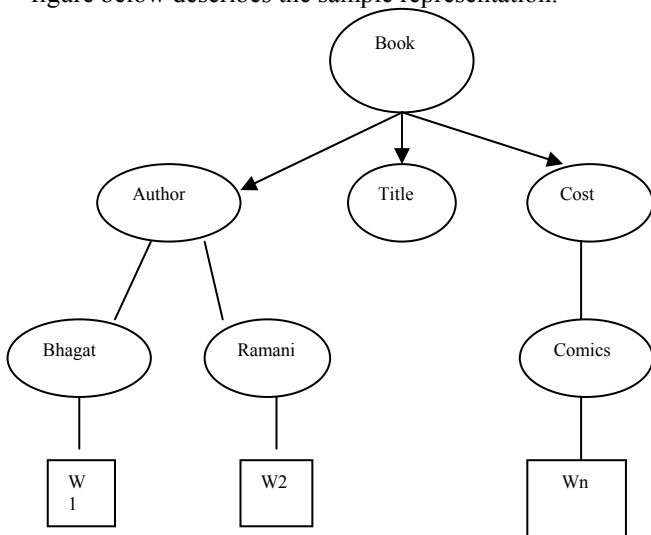 figure below describes the sample representation.
Book
Author
Title
Cost
Bhagat
Ramani
Comics
W
1
W2
Wn